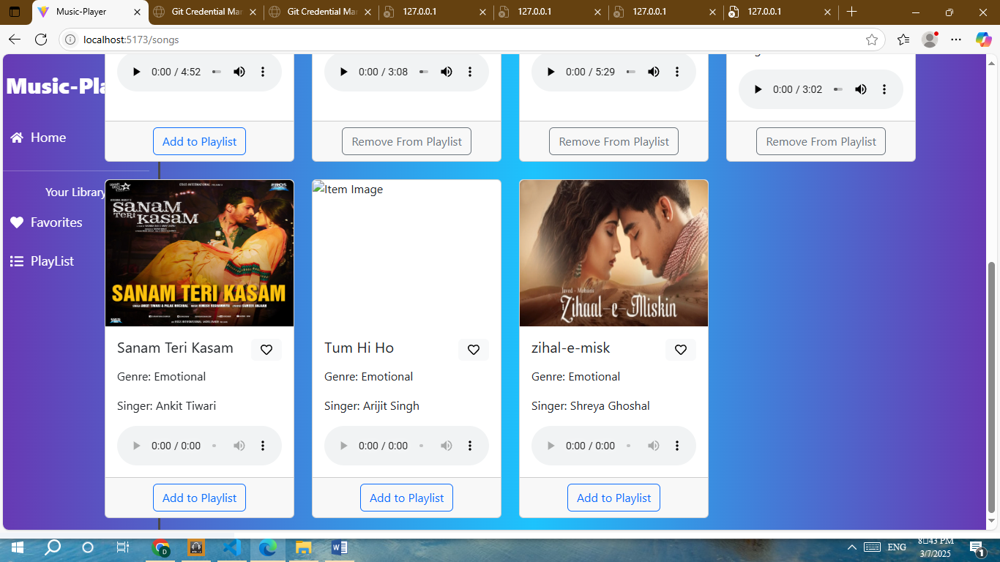 Music-Player
Git Credential Mar
Git Credential Mar
127.0.0.1
127.0.0.1
127.0.0.1
127.0.0.1
localhost:5173/songs
Music-Pla
Home
Your Library
Favorites
PlayList
0:00 / 4:52
0:00 / 3:08
0:00 / 5:29
0:00 / 3:02
Add to Playlist
Remove From Playlist
Remove From Playlist
Remove From Playlist
SANAM
TERI
KASAM
EROS
SANAM TERI KASAM
Sanam Teri Kasam
Genre: Emotional
Singer: Ankit Tiwari
0:00 / 0:00
Add to Playlist
Item Image
Tum Hi Ho
Genre: Emotional
Singer: Arijit Singh
0:00 / 0:00
Add to Playlist
Javed - Mohsin
Zihaal-e-Miskin
zihal-e-misk
Genre: Emotional
Singer: Shreya Ghoshal
0:00 / 0:00
Add to Playlist
D
W
ENG
8:43 PM
3/7/2025
1